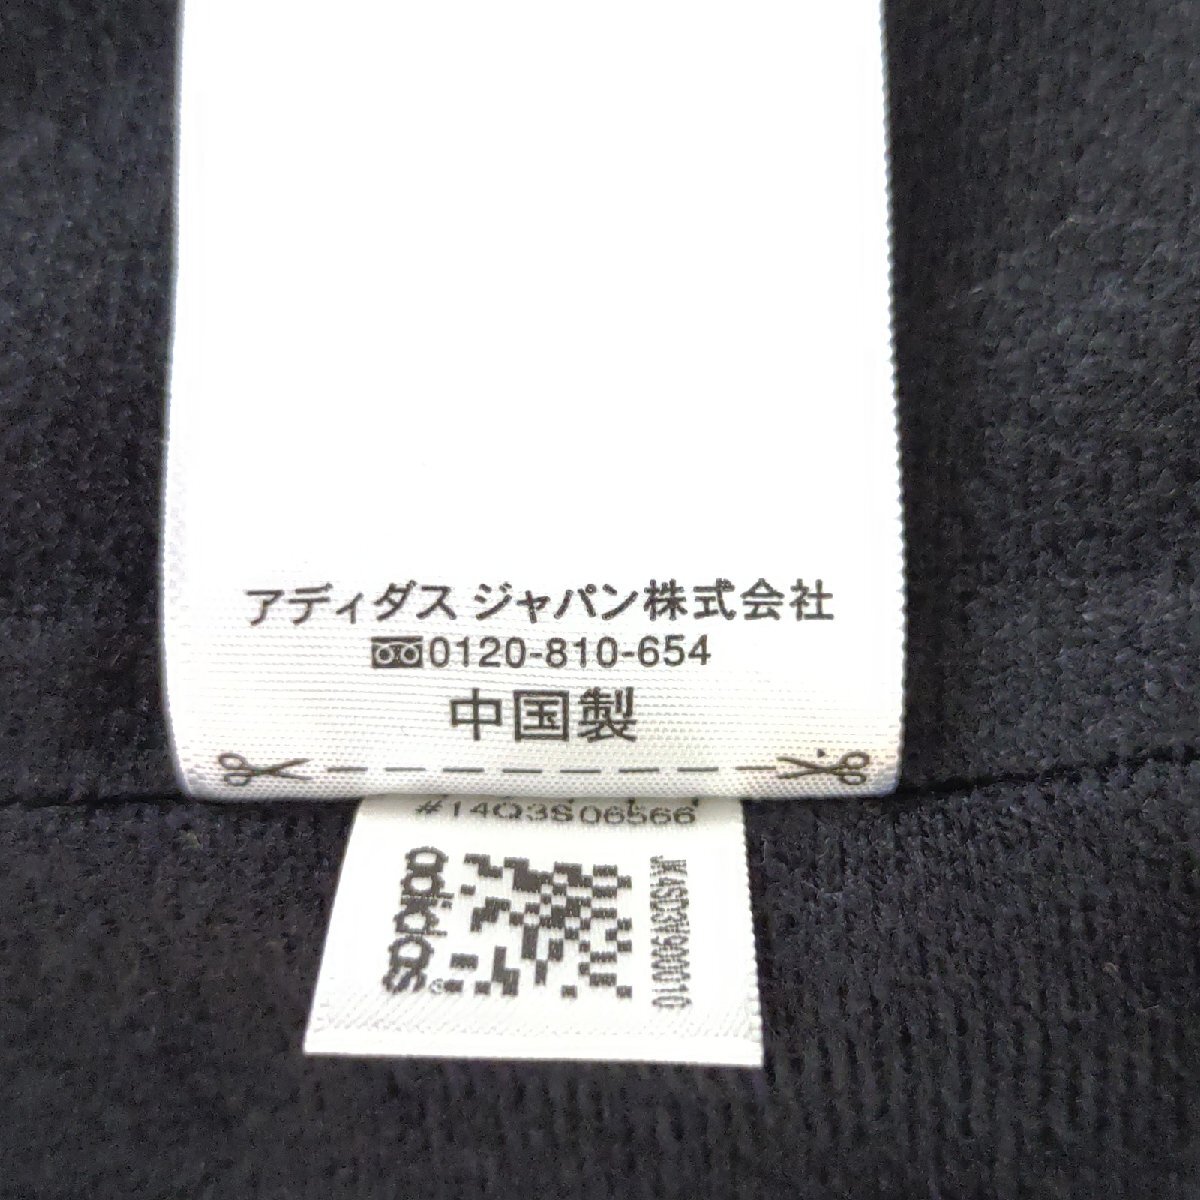 アディダス ジャパン株式会社
0120-810-654
中国製
#14Q3S06566
adidas